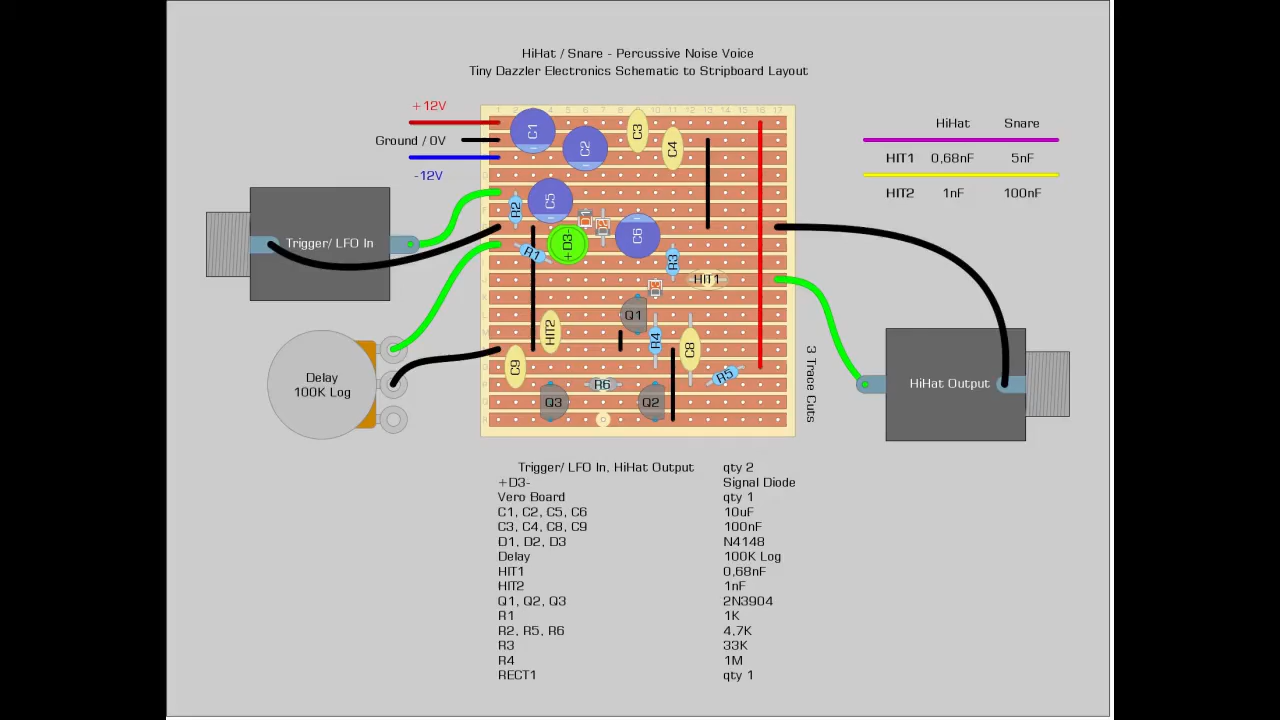 HiHat / Snare - Percussive Noise Voice
Tiny Dazzler Electronics Schematic to Stripboard Layout
+12V
Ground / 0V
-12V
Trigger/ LFO In
Delay
100K Log
C1
C2
C3
C4
C5
R2
D1
D2
C6
+D3-
R1
R3
D3
HIT1
Q1
HIT2
R4
C8
C9
R5
R6
Q3
Q2
3 Trace Cuts
HiHat Output
HiHat Snare
HIT1 0,68nF 5nF
HIT2 1nF 100nF
Trigger/ LFO In, HiHat Output qty 2
+D3- Signal Diode
Vero Board qty 1
C1, C2, C5, C6 10uF
C3, C4, C8, C9 100nF
D1, D2, D3 N4148
Delay 100K Log
HIT1 0,68nF
HIT2 1nF
Q1, Q2, Q3 2N3904
R1 1K
R2, R5, R6 4,7K
R3 33K
R4 1M
RECT1 qty 1